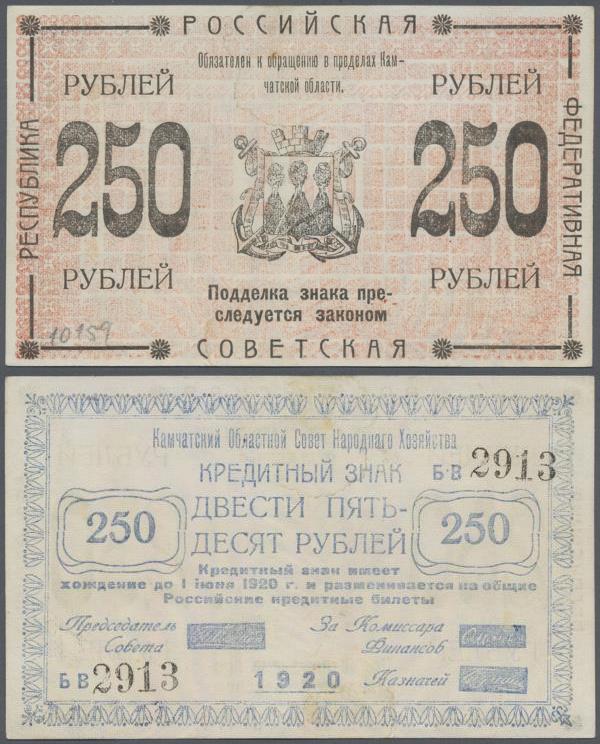 РОССИЙСКАЯ
Обязателен к обращению в пределах Кам-
чатской области.
РУБЛЕЙ
РУБЛЕЙ
250
250
РЕСПУБЛИКА
ФЕДЕРАТИВНАЯ
РУБЛЕЙ
РУБЛЕЙ
Подделка знака пре-
следуется законом
10159
СОВЕТСКАЯ
Камчатский Областной Совет Народнаго Хозяйства
КРЕДИТНЫЙ ЗНАК
БВ 2913
ДВЕСТИ ПЯТЬ-
250
250
ДЕСЯТ РУБЛЕЙ
Кредитный знак имеет
хождение до 1 июня 1920 г. и разменивается на общие
Российские кредитные билеты
Председатель
Совета
За Комиссара
Финансов
БВ 2913
1920
Казначей